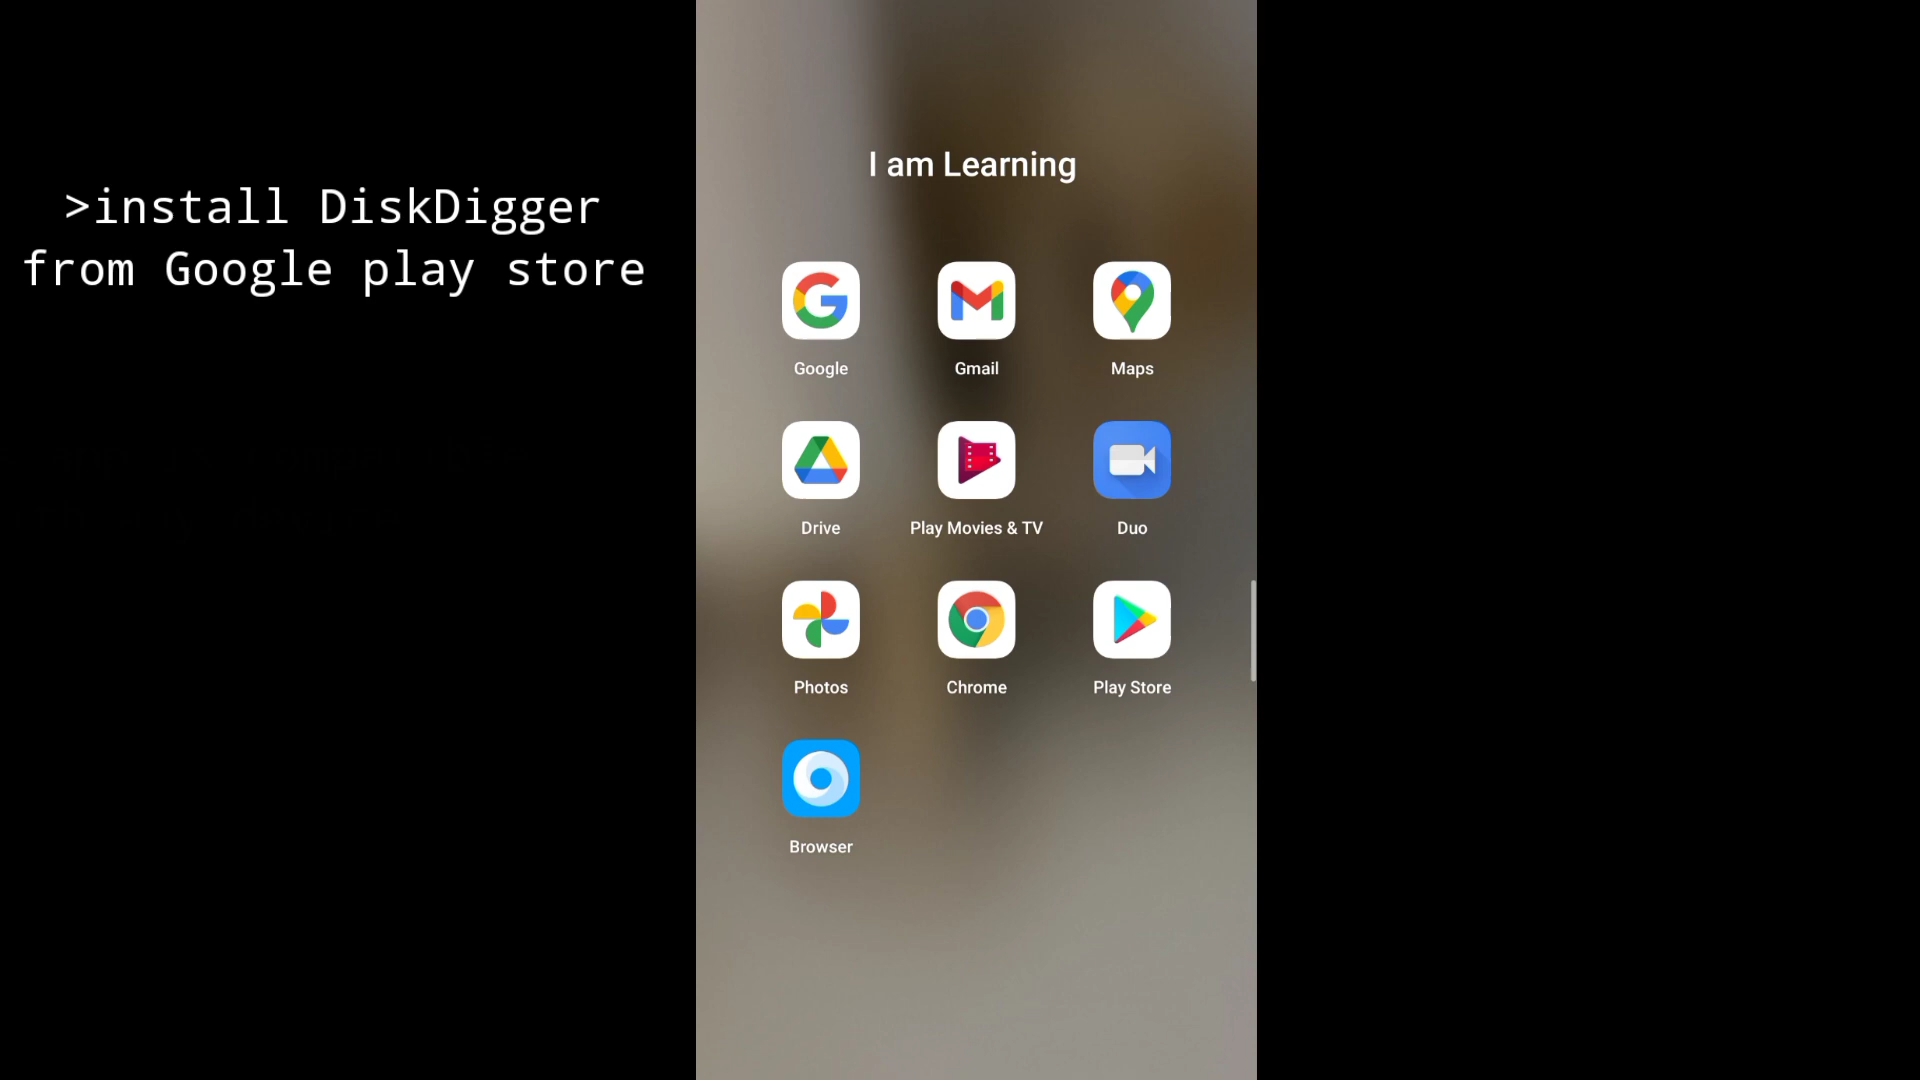 >install DiskDigger
from Google play store
I am Learning
Google
Gmail
Maps
Drive
Play Movies & TV
Duo
Photos
Chrome
Play Store
Browser